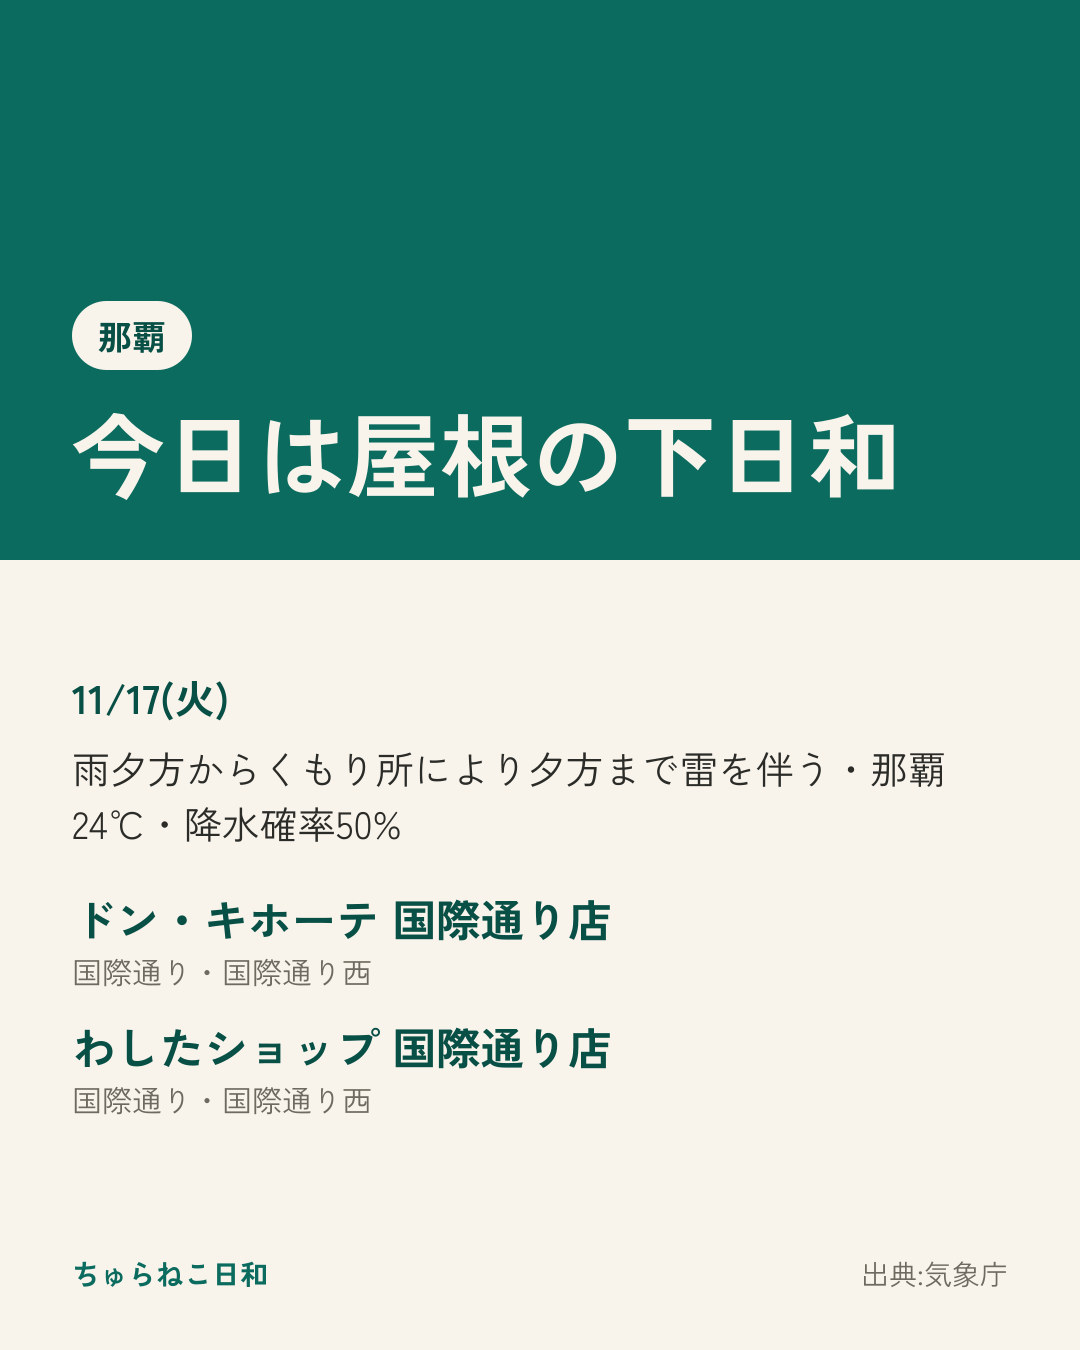 那覇
今日は屋根の下日和
11/17(火)
雨夕方からくもり所により夕方まで雷を伴う・那覇
24℃・降水確率50%
ドン・キホーテ 国際通り店
国際通り・国際通り西
わしたショップ 国際通り店
国際通り・国際通り西
ちゅらねこ日和
出典:気象庁